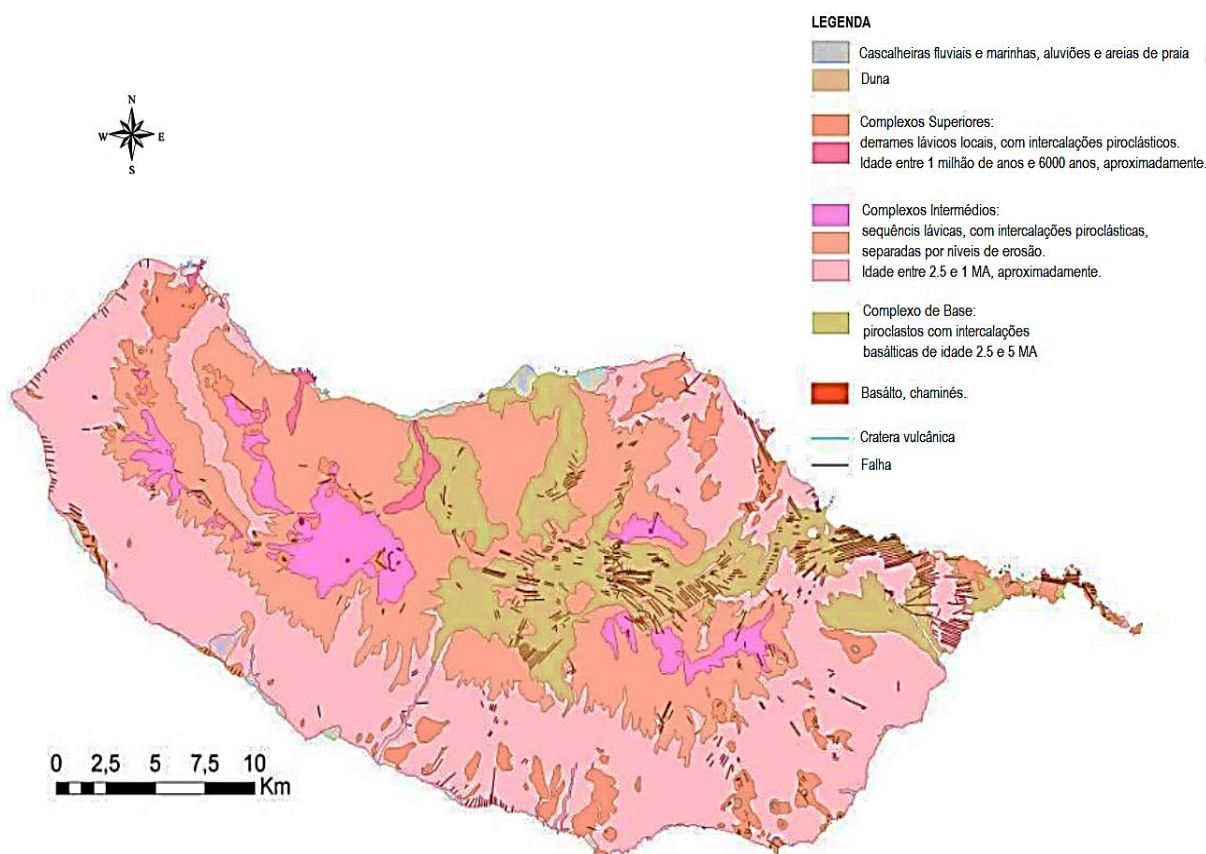 LEGENDA
Cascalheiras fluviais e marinhas, aluviões e areias de praia
Duna
Complexos Superiores:
derrames lávicos locais, com intercalações piroclásticos.
Idade entre 1 milhão de anos e 6000 anos, aproximadamente.
Complexos Intermédios:
sequêncis lávicas, com intercalações piroclásticas,
separadas por níveis de erosão.
Idade entre 2.5 e 1 MA, aproximadamente.
Complexo de Base:
piroclastos com intercalações
basálticas de idade 2.5 e 5 MA
Basálto, chaminés.
Cratera vulcânica
Falha
N
W E
S
0 2,5 5 7,5 10
Km